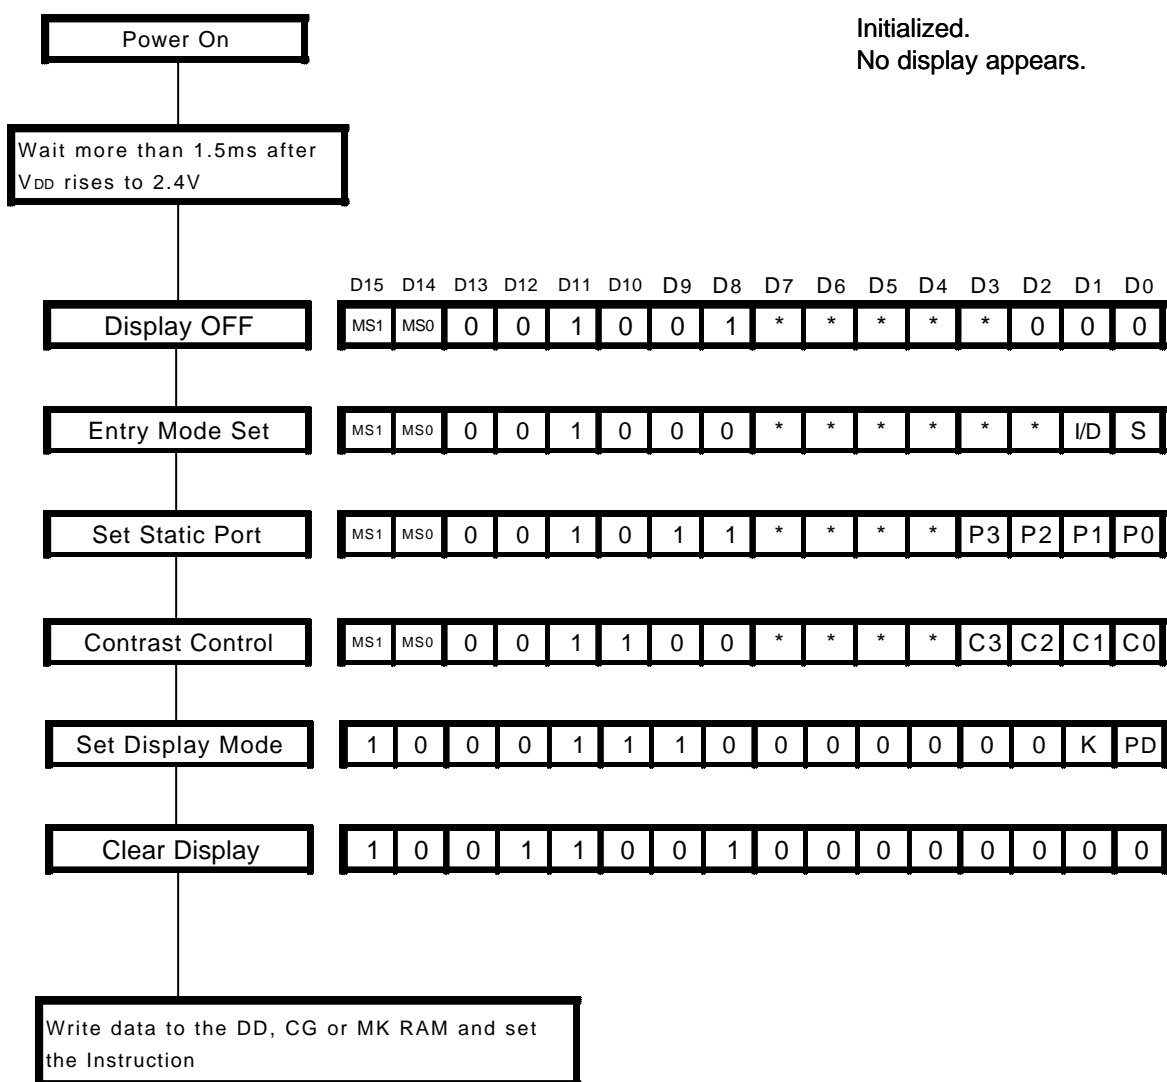 Power On
Initialized.
No display appears.
Wait more than 1.5ms after
VDD rises to 2.4V
D15 D14 D13 D12 D11 D10 D9 D8 D7 D6 D5 D4 D3 D2 D1 D0
Display OFF MS1 MS0 0 0 1 0 0 1 * * * * * 0 0 0
Entry Mode Set MS1 MS0 0 0 1 0 0 0 * * * * * * I/D S
Set Static Port MS1 MS0 0 0 1 0 1 1 * * * * P3 P2 P1 P0
Contrast Control MS1 MS0 0 0 1 1 0 0 * * * * C3 C2 C1 C0
Set Display Mode 1 0 0 0 1 1 1 0 0 0 0 0 0 0 K PD
Clear Display 1 0 0 1 1 0 0 1 0 0 0 0 0 0 0 0
Write data to the DD, CG or MK RAM and set
the Instruction